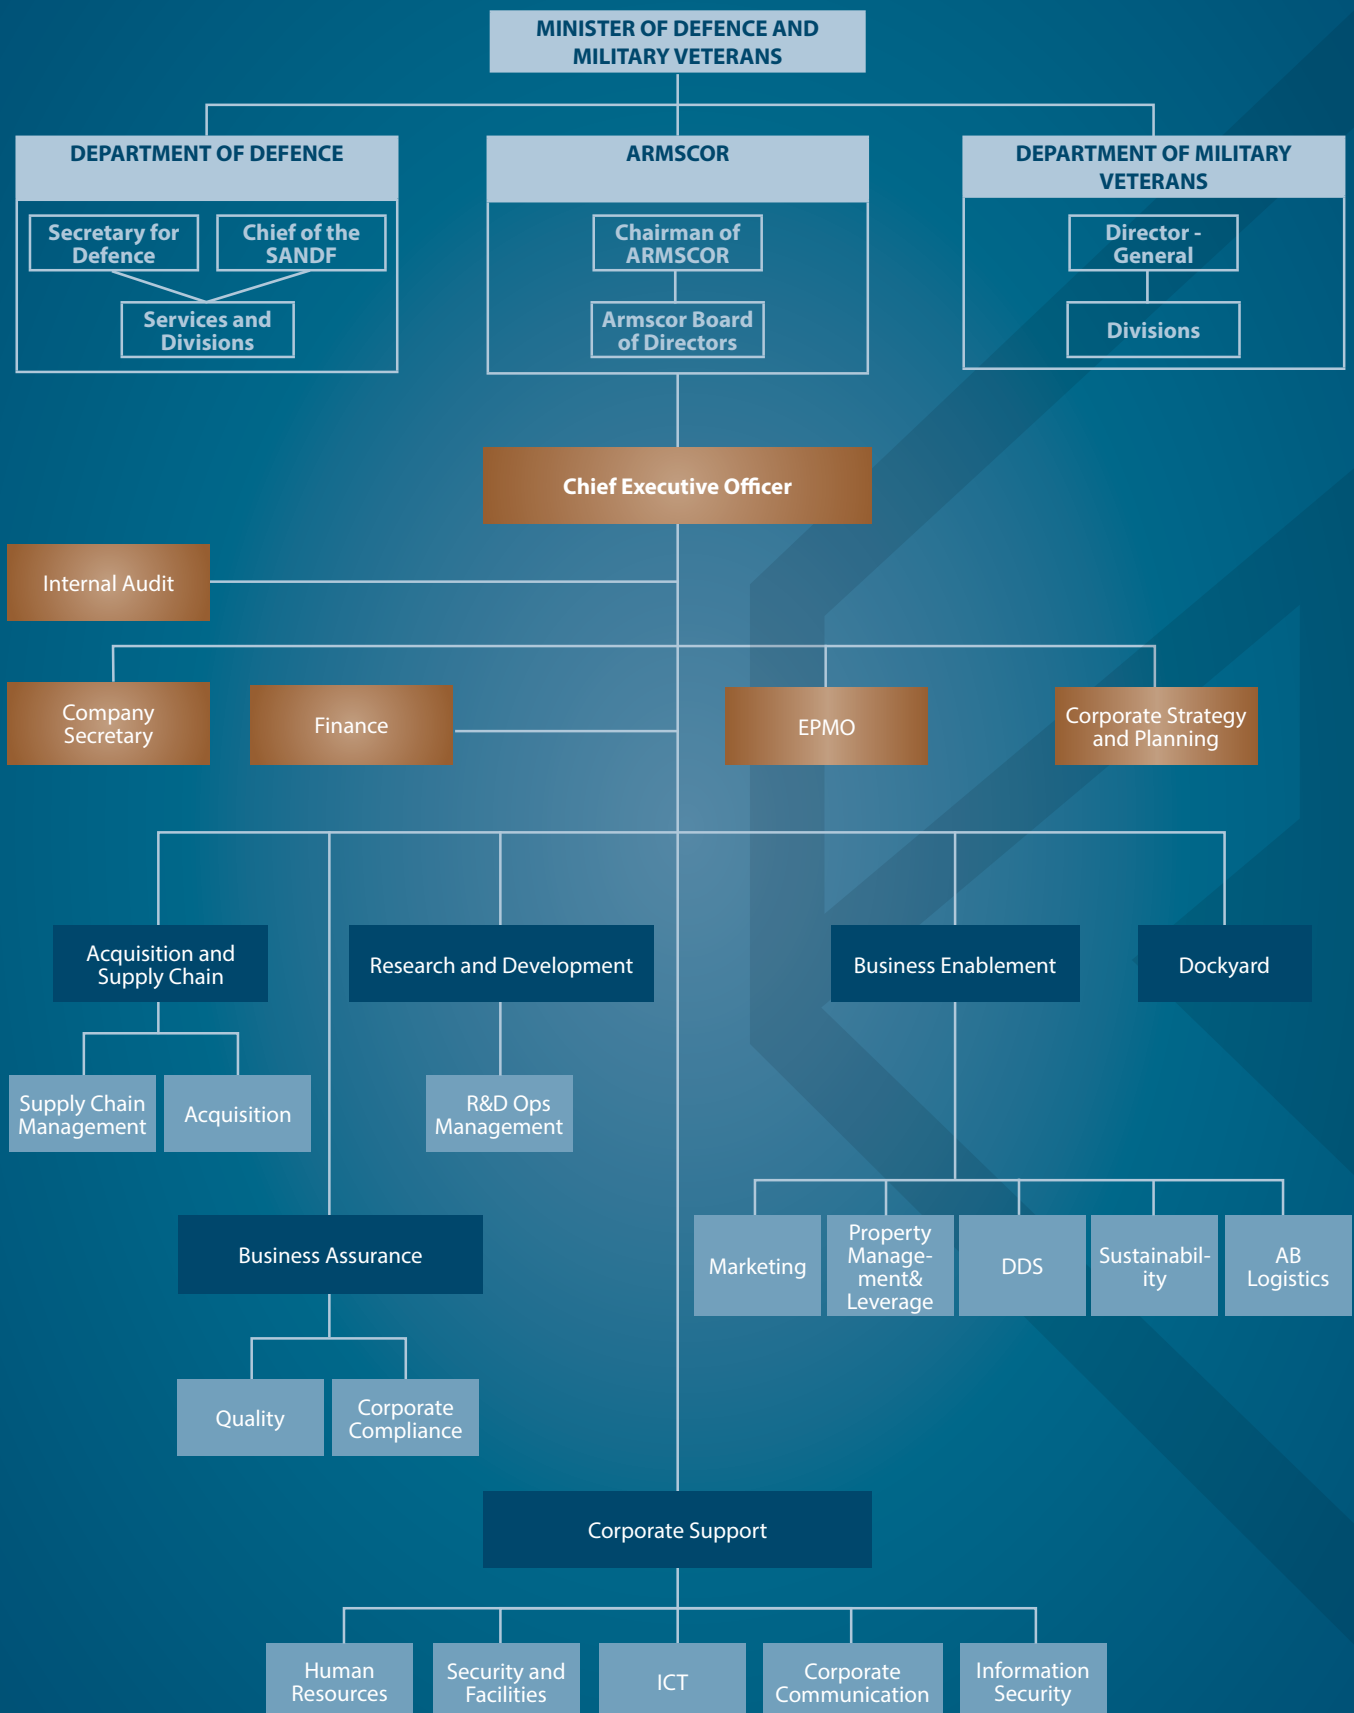 MINISTER OF DEFENCE AND
MILITARY VETERANS
DEPARTMENT OF DEFENCE
Secretary for
Defence
Chief of the
SANDF
Services and
Divisions
ARMSCOR
Chairman of
ARMSCOR
Armscor Board
of Directors
DEPARTMENT OF MILITARY
VETERANS
Director -
General
Divisions
Chief Executive Officer
Internal Audit
Company
Secretary
Finance
EPMO
Corporate Strategy
and Planning
Acquisition and
Supply Chain
Research and Development
Business Enablement
Dockyard
Supply Chain
Management
Acquisition
R&D Ops
Management
Business Assurance
Marketing
Property
Manage-
ment&
Leverage
DDS
Sustainabil-
ity
AB
Logistics
Quality
Corporate
Compliance
Corporate Support
Human
Resources
Security and
Facilities
ICT
Corporate
Communication
Information
Security